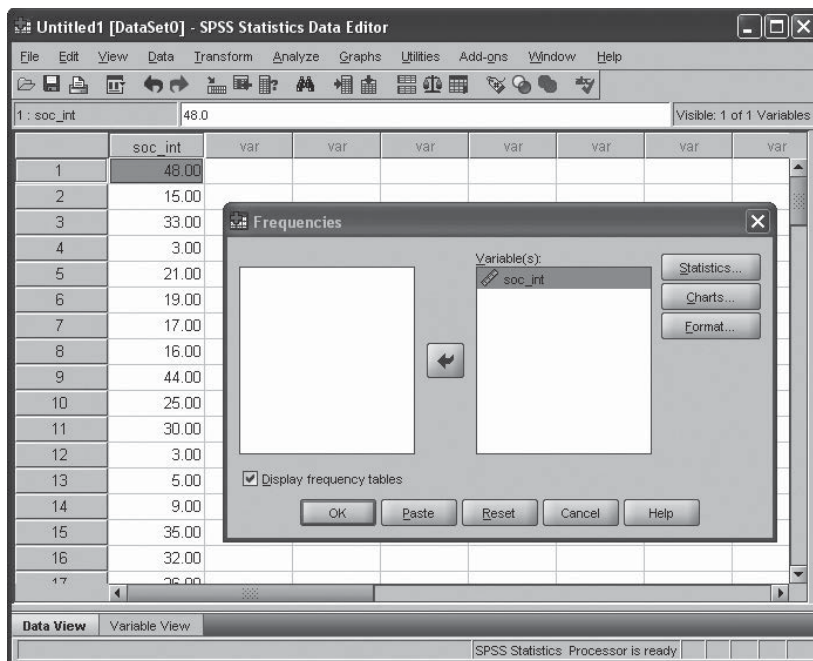 Untitled1 [DataSet0] - SPSS Statistics Data Editor
File Edit View Data Transform Analyze Graphs Utilities Add-ons Window Help
1 : soc_int 48.0 Visible: 1 of 1 Variables
soc_int var var var var var var var
1 48.00
2 15.00
3 33.00
4 3.00
5 21.00
6 19.00
7 17.00
8 16.00
9 44.00
10 25.00
11 30.00
12 3.00
13 5.00
14 9.00
15 35.00
16 32.00
17 26.00
Frequencies
Variable(s):
soc_int
Statistics...
Charts...
Format...
Display frequency tables
OK Paste Reset Cancel Help
Data View Variable View
SPSS Statistics Processor is ready